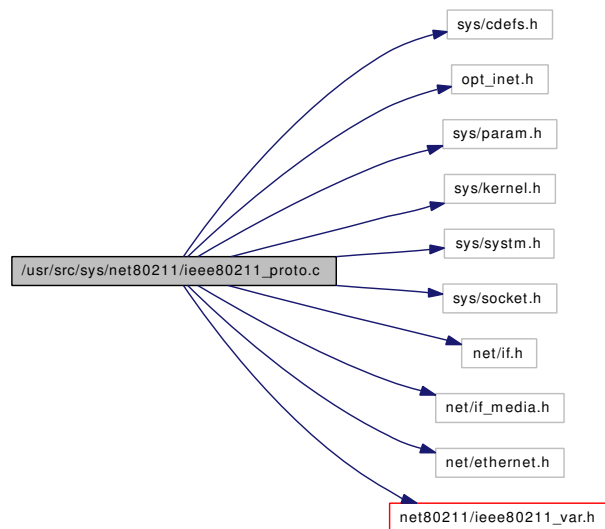 sys/cdefs.h
opt_inet.h
sys/param.h
sys/kernel.h
sys/systm.h
/usr/src/sys/net80211/ieee80211_proto.c
sys/socket.h
net/if.h
net/if_media.h
net/ethernet.h
net80211/ieee80211_var.h